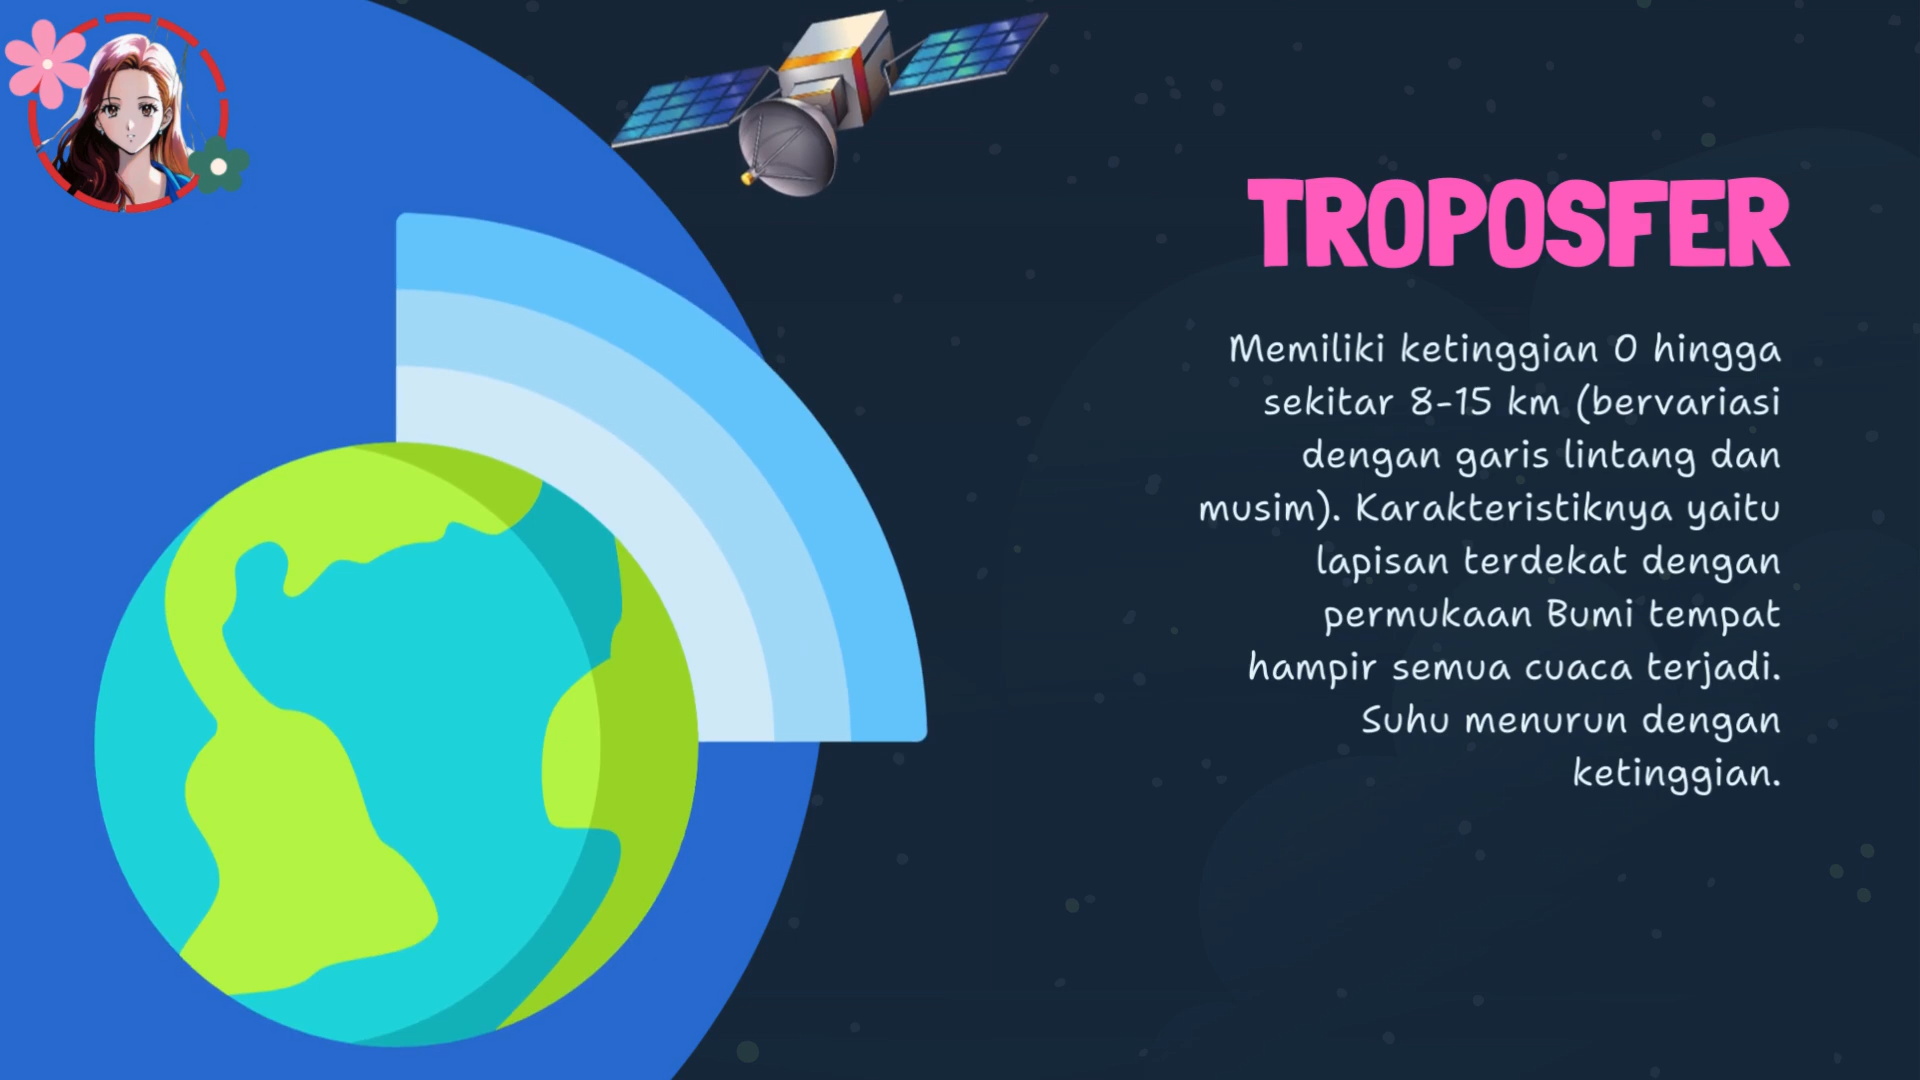 TROPOSFER
Memiliki ketinggian 0 hingga
sekitar 8-15 km (bervariasi
dengan garis lintang dan
musim). Karakteristiknya yaitu
lapisan terdekat dengan
permukaan Bumi tempat
hampir semua cuaca terjadi.
Suhu menurun dengan
ketinggian.